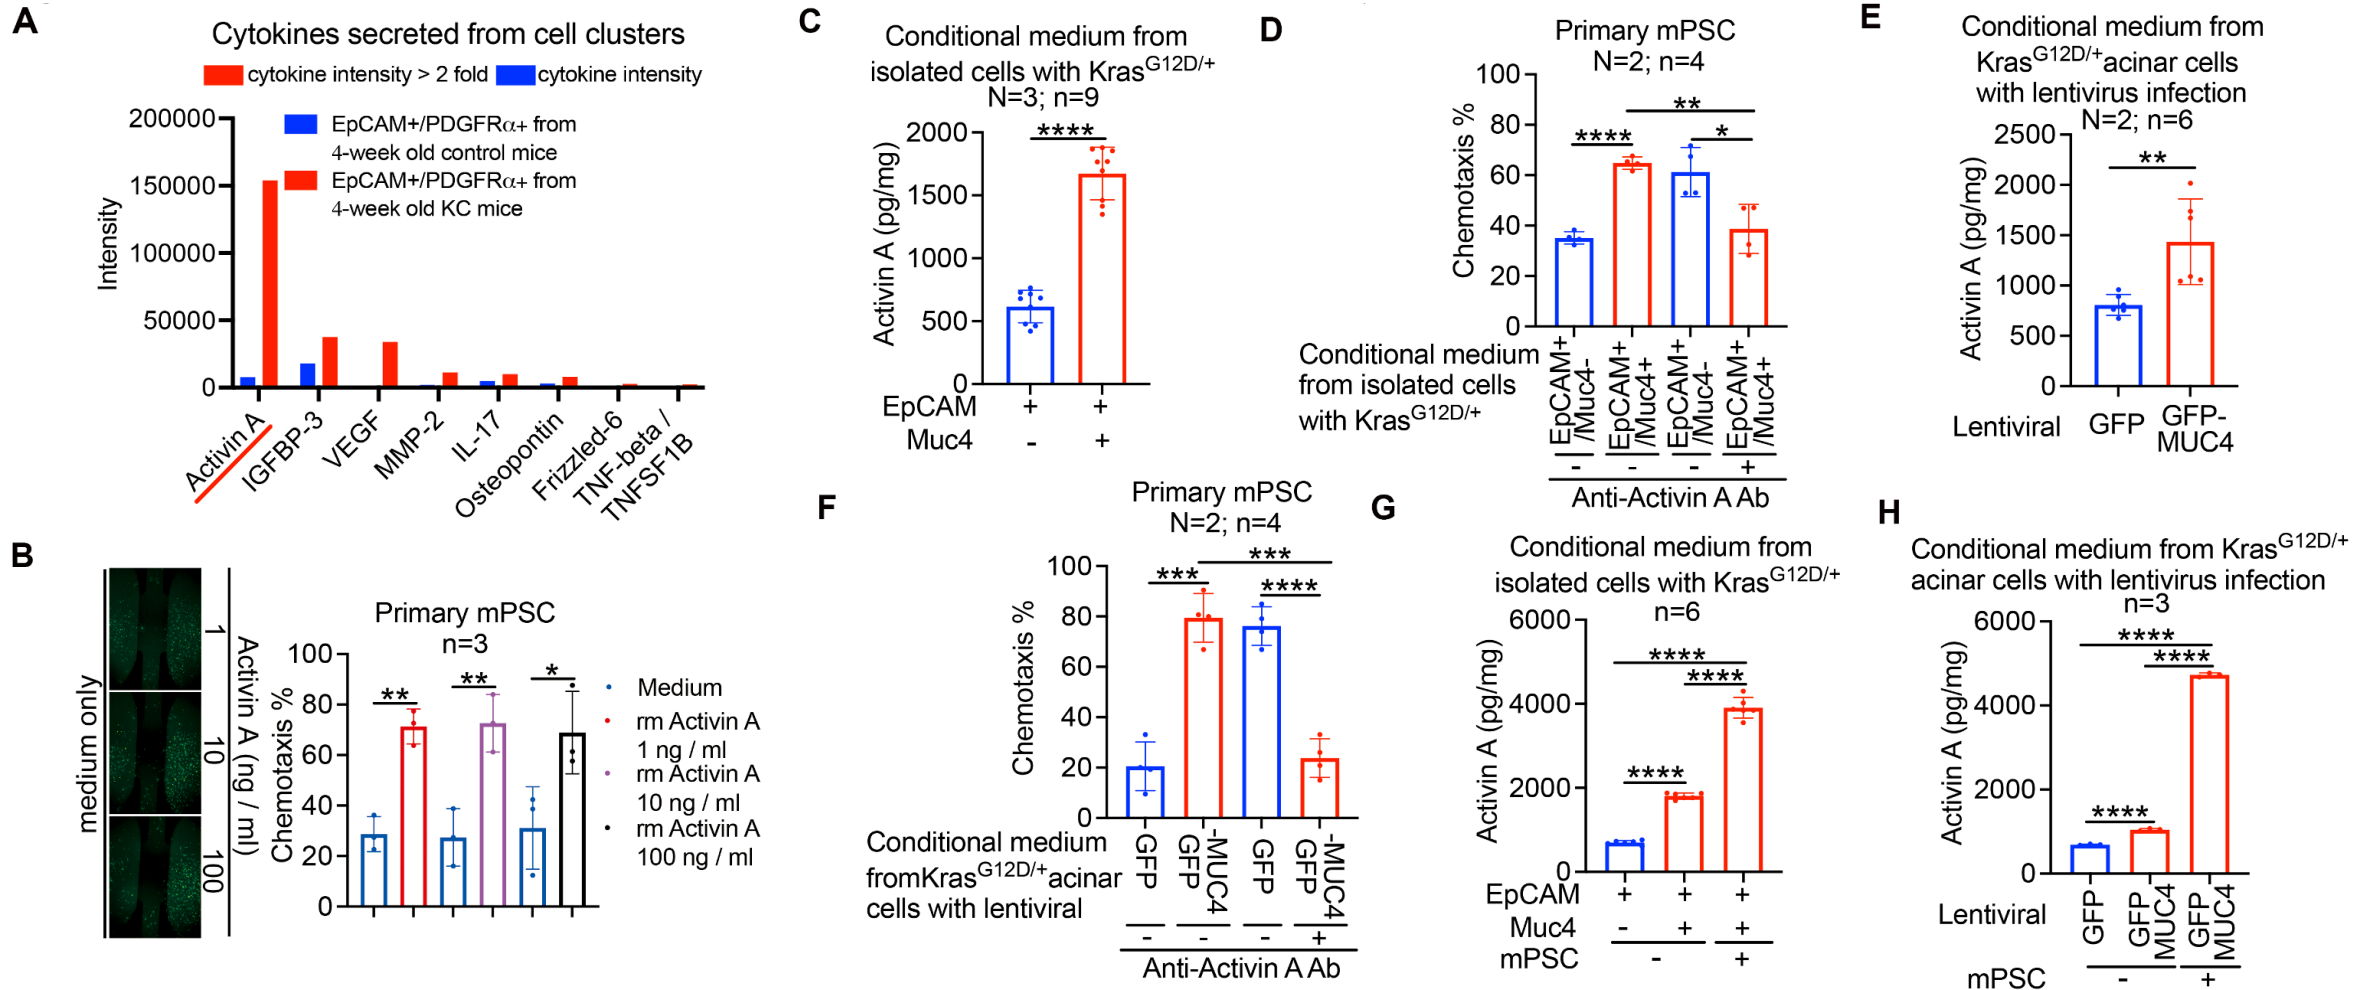 A
Cytokines secreted from cell clusters
cytokine intensity > 2 fold
cytokine intensity
EpCAM+/PDGFRα+ from
4-week old control mice
EpCAM+/PDGFRα+ from
4-week old KC mice
Intensity
200000
150000
100000
50000
0
Activin A
IGFBP-3
VEGF
MMP-2
IL-17
Osteopontin
Frizzled-6
TNF-beta /
TNFSF1B
B
medium only
1
10
100
Activin A (ng / ml)
Primary mPSC
n=3
Chemotaxis %
100
80
60
40
20
0
**
**
*
Medium
rm Activin A
1 ng / ml
rm Activin A
10 ng / ml
rm Activin A
100 ng / ml
C
Conditional medium from
isolated cells with KrasG12D/+
N=3; n=9
Activin A (pg/mg)
2000
1500
1000
500
0
****
EpCAM + +
Muc4 - +
D
Primary mPSC
N=2; n=4
Chemotaxis %
100
80
60
40
20
0
****
**
*
Conditional medium
from isolated cells
with KrasG12D/+
EpCAM+
/Muc4-
EpCAM+
/Muc4+
EpCAM+
/Muc4-
EpCAM+
/Muc4+
- - - +
Anti-Activin A Ab
E
Conditional medium from
KrasG12D/+ acinar cells
with lentivirus infection
N=2; n=6
Activin A (pg/mg)
2500
2000
1500
1000
500
0
**
Lentiviral
GFP
GFP-
MUC4
F
Primary mPSC
N=2; n=4
Chemotaxis %
100
80
60
40
20
0
***
***
****
Conditional medium
fromKrasG12D/+acinar
cells with lentiviral
GFP
GFP
-MUC4
GFP
GFP
-MUC4
- - - +
Anti-Activin A Ab
G
Conditional medium from
isolated cells with KrasG12D/+
n=6
Activin A (pg/mg)
6000
4000
2000
0
****
****
****
EpCAM + + +
Muc4 - + +
mPSC - +
H
Conditional medium from KrasG12D/+
acinar cells with lentivirus infection
n=3
Activin A (pg/mg)
6000
4000
2000
0
****
****
****
Lentiviral
GFP
GFP
MUC4
GFP
MUC4
mPSC - +